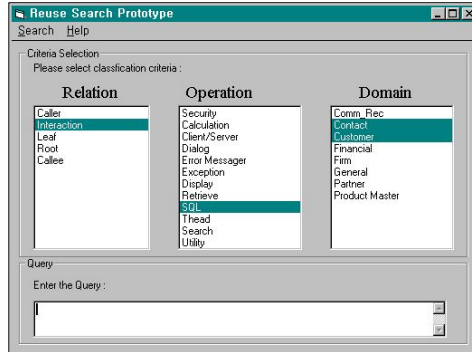 Reuse Search Prototype
Search Help
Criteria Selection
Please select classfication criteria :
Relation Operation Domain
Caller
Interaction
Leaf
Root
Callee
Security
Calculation
Client/Server
Dialog
Error Messager
Exception
Display
Retrieve
SQL
Thead
Search
Utility
Comm_Rec
Contact
Customer
Financial
Firm
General
Partner
Product Master
Query
Enter the Query :